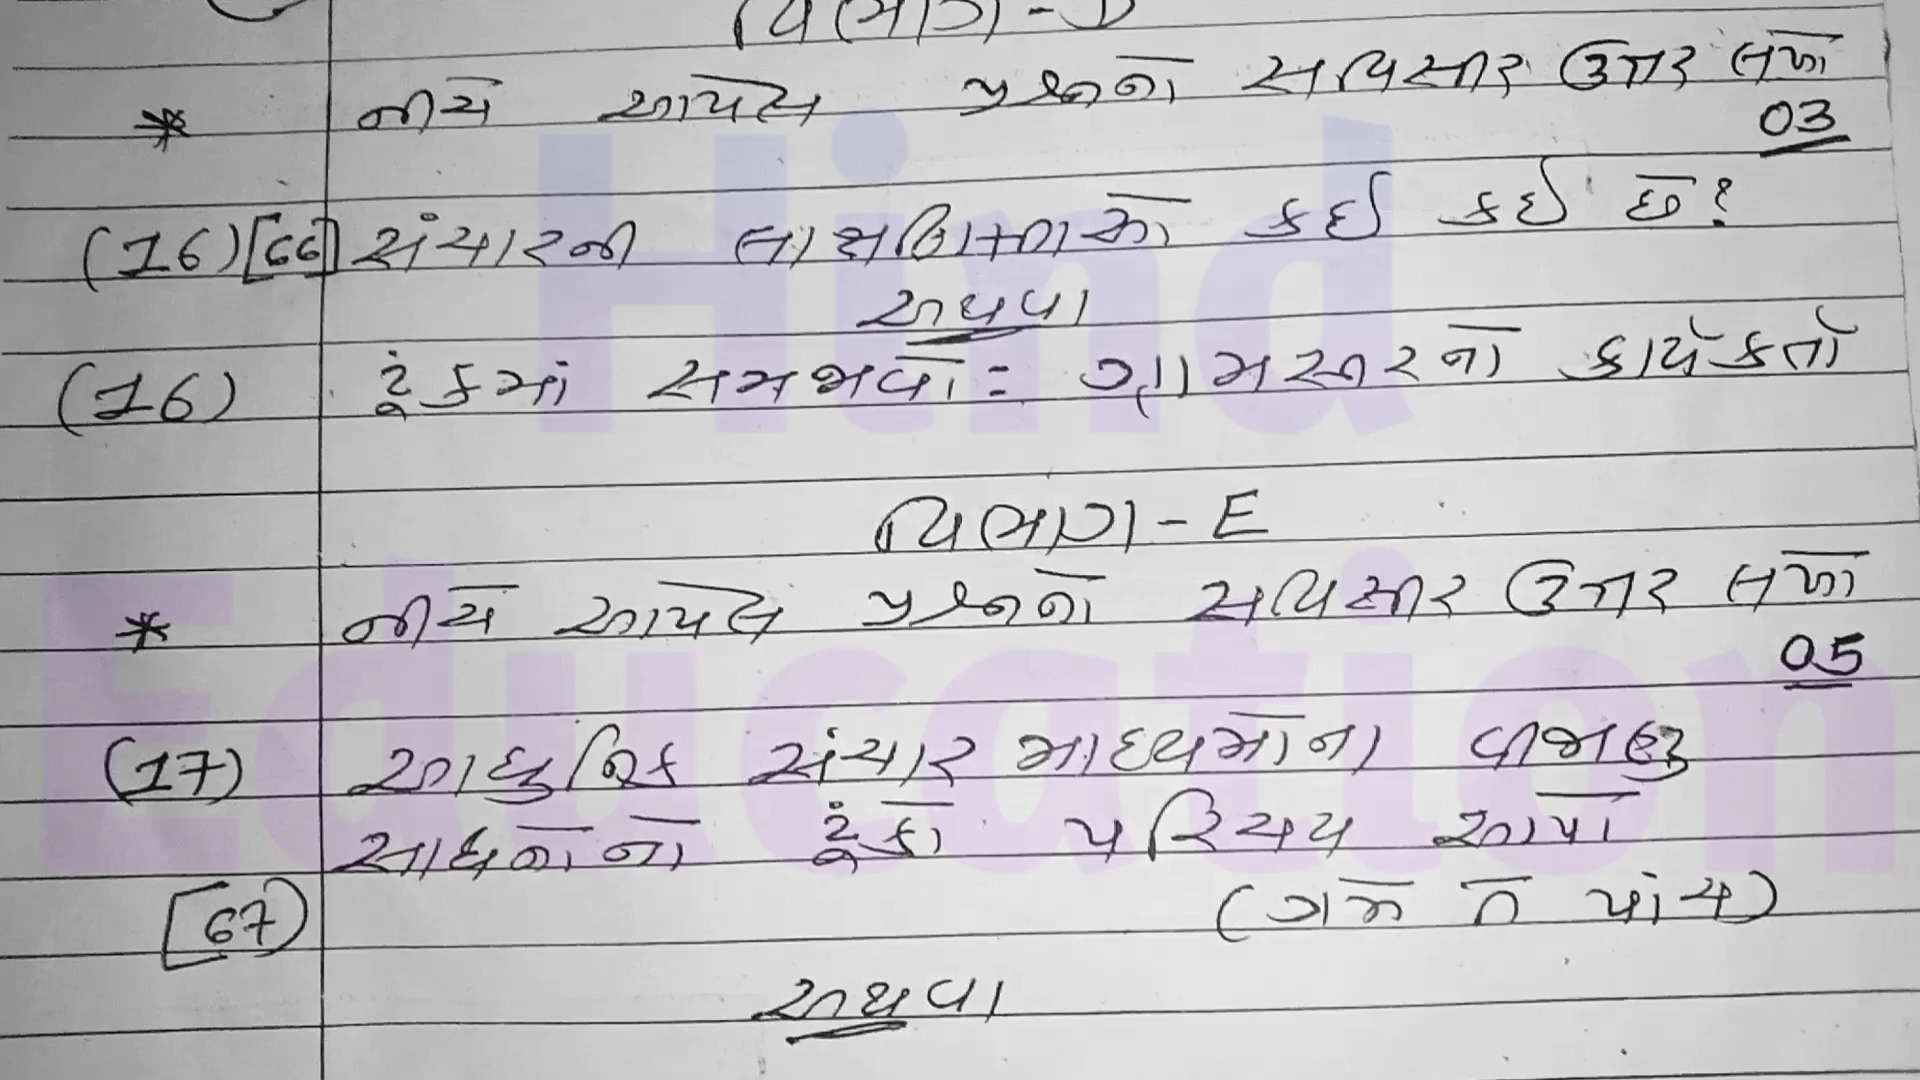 વિભાગ - D
* નીચે આપેલ પ્રશ્નનો સવિસ્તાર ઉત્તર લખો
03
(16) [66] સંચારની લાક્ષણિકતાઓ કઈ કઈ છે?
અથવા
(16) ટૂંકમાં સમજાવો: ગ્રામસ્તરનો કાર્યકર્તા
વિભાગ - E
* નીચે આપેલ પ્રશ્નનો સવિસ્તાર ઉત્તર લખો
05
(17) આધુનિક સંચાર માધ્યમોના વીજાણુ
સાધનોનો ટૂંકો પરિચય આપો
[67) (ગમે તે પાંચ)
અથવા
Hind
Education